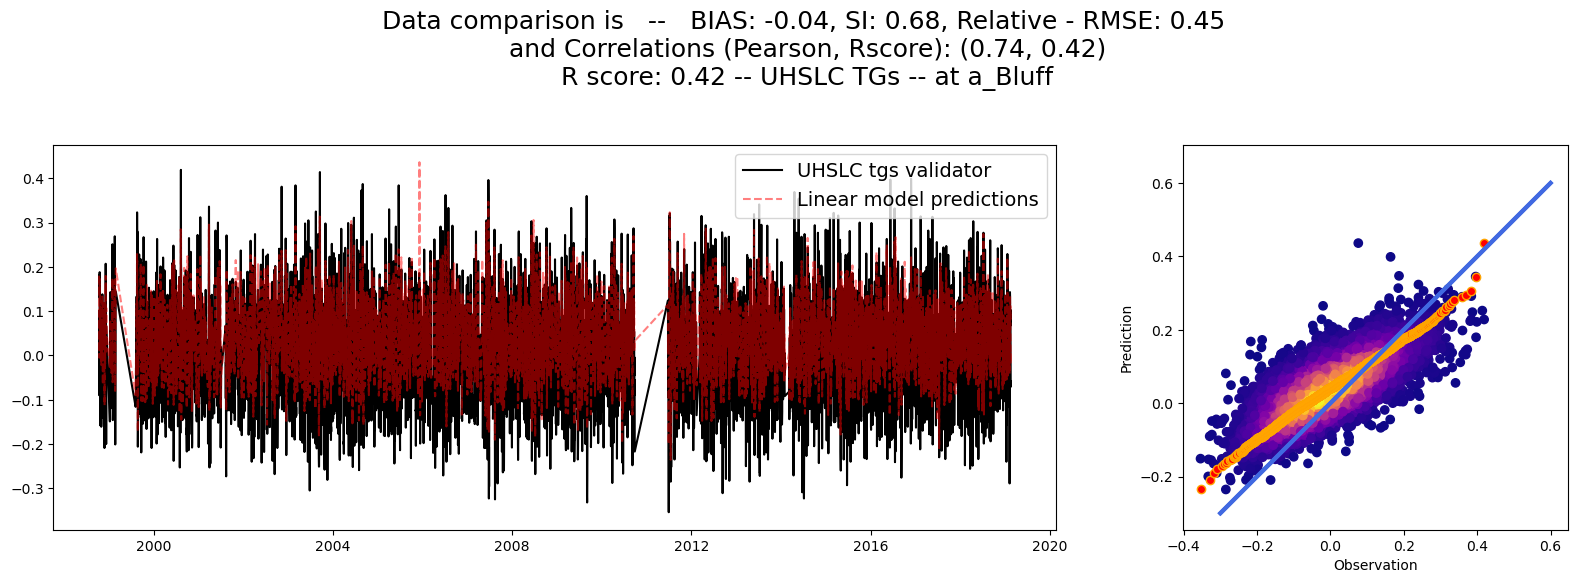 Data comparison is   --   BIAS: -0.04, SI: 0.68, Relative - RMSE: 0.45
and Correlations (Pearson, Rscore): (0.74, 0.42)
R score: 0.42 -- UHSLC TGs -- at a_Bluff
UHSLC tgs validator
Linear model predictions
0.4
0.3
0.2
0.1
0.0
−0.1
−0.2
−0.3
2000 2004 2008 2012 2016 2020
Prediction
0.6
0.4
0.2
0.0
−0.2
−0.4 −0.2 0.0 0.2 0.4 0.6
Observation